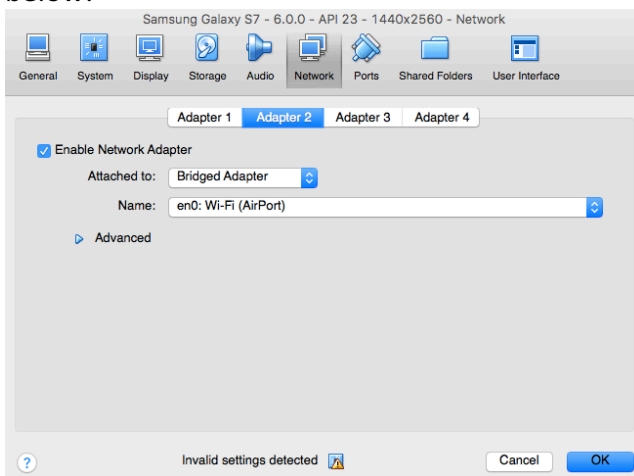 below:
Samsung Galaxy S7 - 6.0.0 - API 23 - 1440x2560 - Network
General System Display Storage Audio Network Ports Shared Folders User Interface
Adapter 1 Adapter 2 Adapter 3 Adapter 4
Enable Network Adapter
Attached to: Bridged Adapter
Name: en0: Wi-Fi (AirPort)
Advanced
? Invalid settings detected Cancel OK